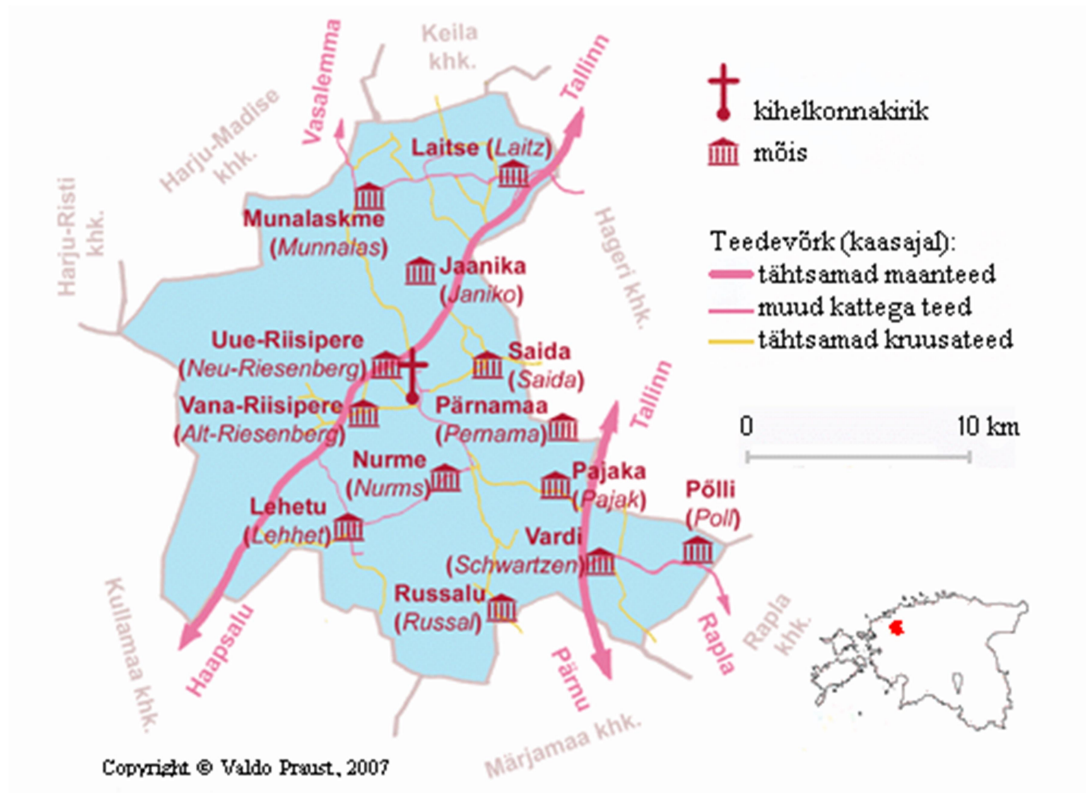 Keila
khk.
Tallinn
Vasalemma
Harju-Madise
khk.
Harju-Risti
khk.
Laitse (Laitz)
Munalaskme
(Munnalas)
Hageri khk.
Jaanika
(Janiko)
Uue-Riisipere
(Neu-Riesenberg)
Saida
(Saida)
Vana-Riisipere
(Alt-Riesenberg)
Pärnamaa
(Pernama)
Tallinn
Nurme
(Nurms)
Pajaka
(Pajak)
Põlli
(Poll)
Lehetu
(Lehhet)
Vardi
(Schwartzen)
Russalu
(Russal)
Kullamaa khk.
Haapsalu
Pärnu
Rapla
Rapla
khk.
Märjamaa khk.
kihelkonnakirik
mõis
Teedevõrk (kaasajal):
tähtsamad maanteed
muud kattega teed
tähtsamad kruusateed
0 10 km
Copyright © Valdo Praust, 2007